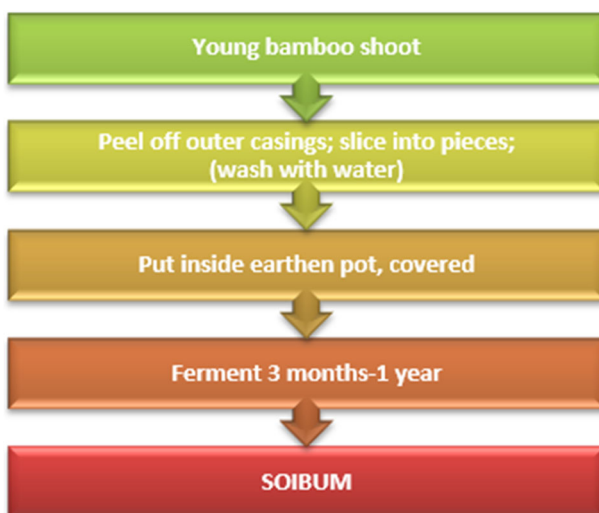 Young bamboo shoot
Peel off outer casings; slice into pieces;
(wash with water)
Put inside earthen pot, covered
Ferment 3 months-1 year
SOIBUM